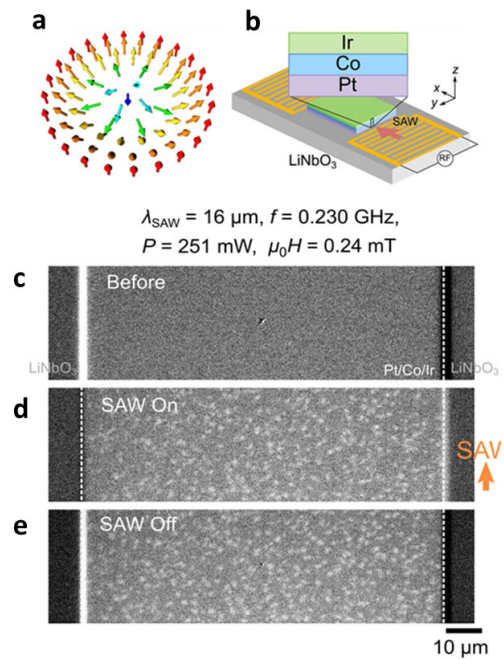 a
b
Ir
Co
Pt
z
x
y
SAW
RF
LiNbO3
λSAW = 16 μm, f = 0.230 GHz,
P = 251 mW, μ0H = 0.24 mT
c
Before
LiNbO3
Pt/Co/Ir
LiNbO3
d
SAW On
SAW
e
SAW Off
10 μm